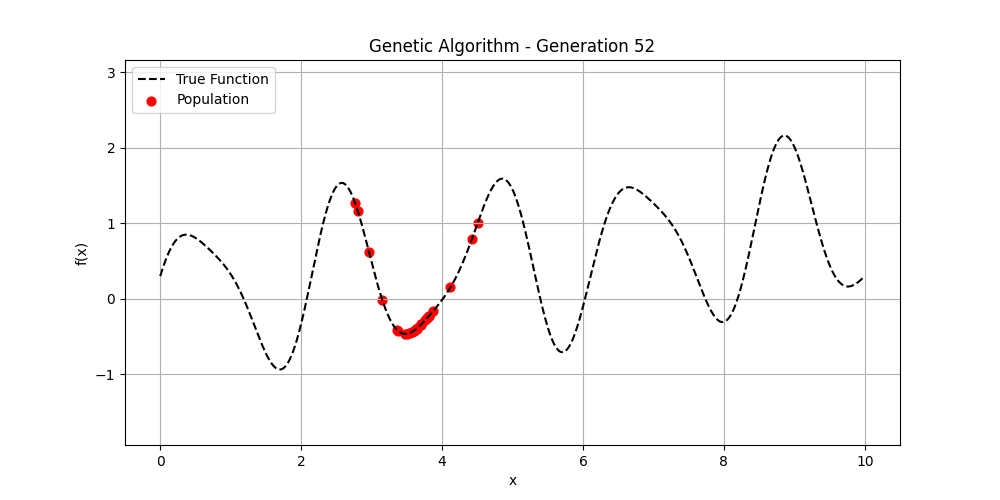 Genetic Algorithm - Generation 52
True Function
Population
f(x)
3
2
1
0
−1
0 2 4 6 8 10
x